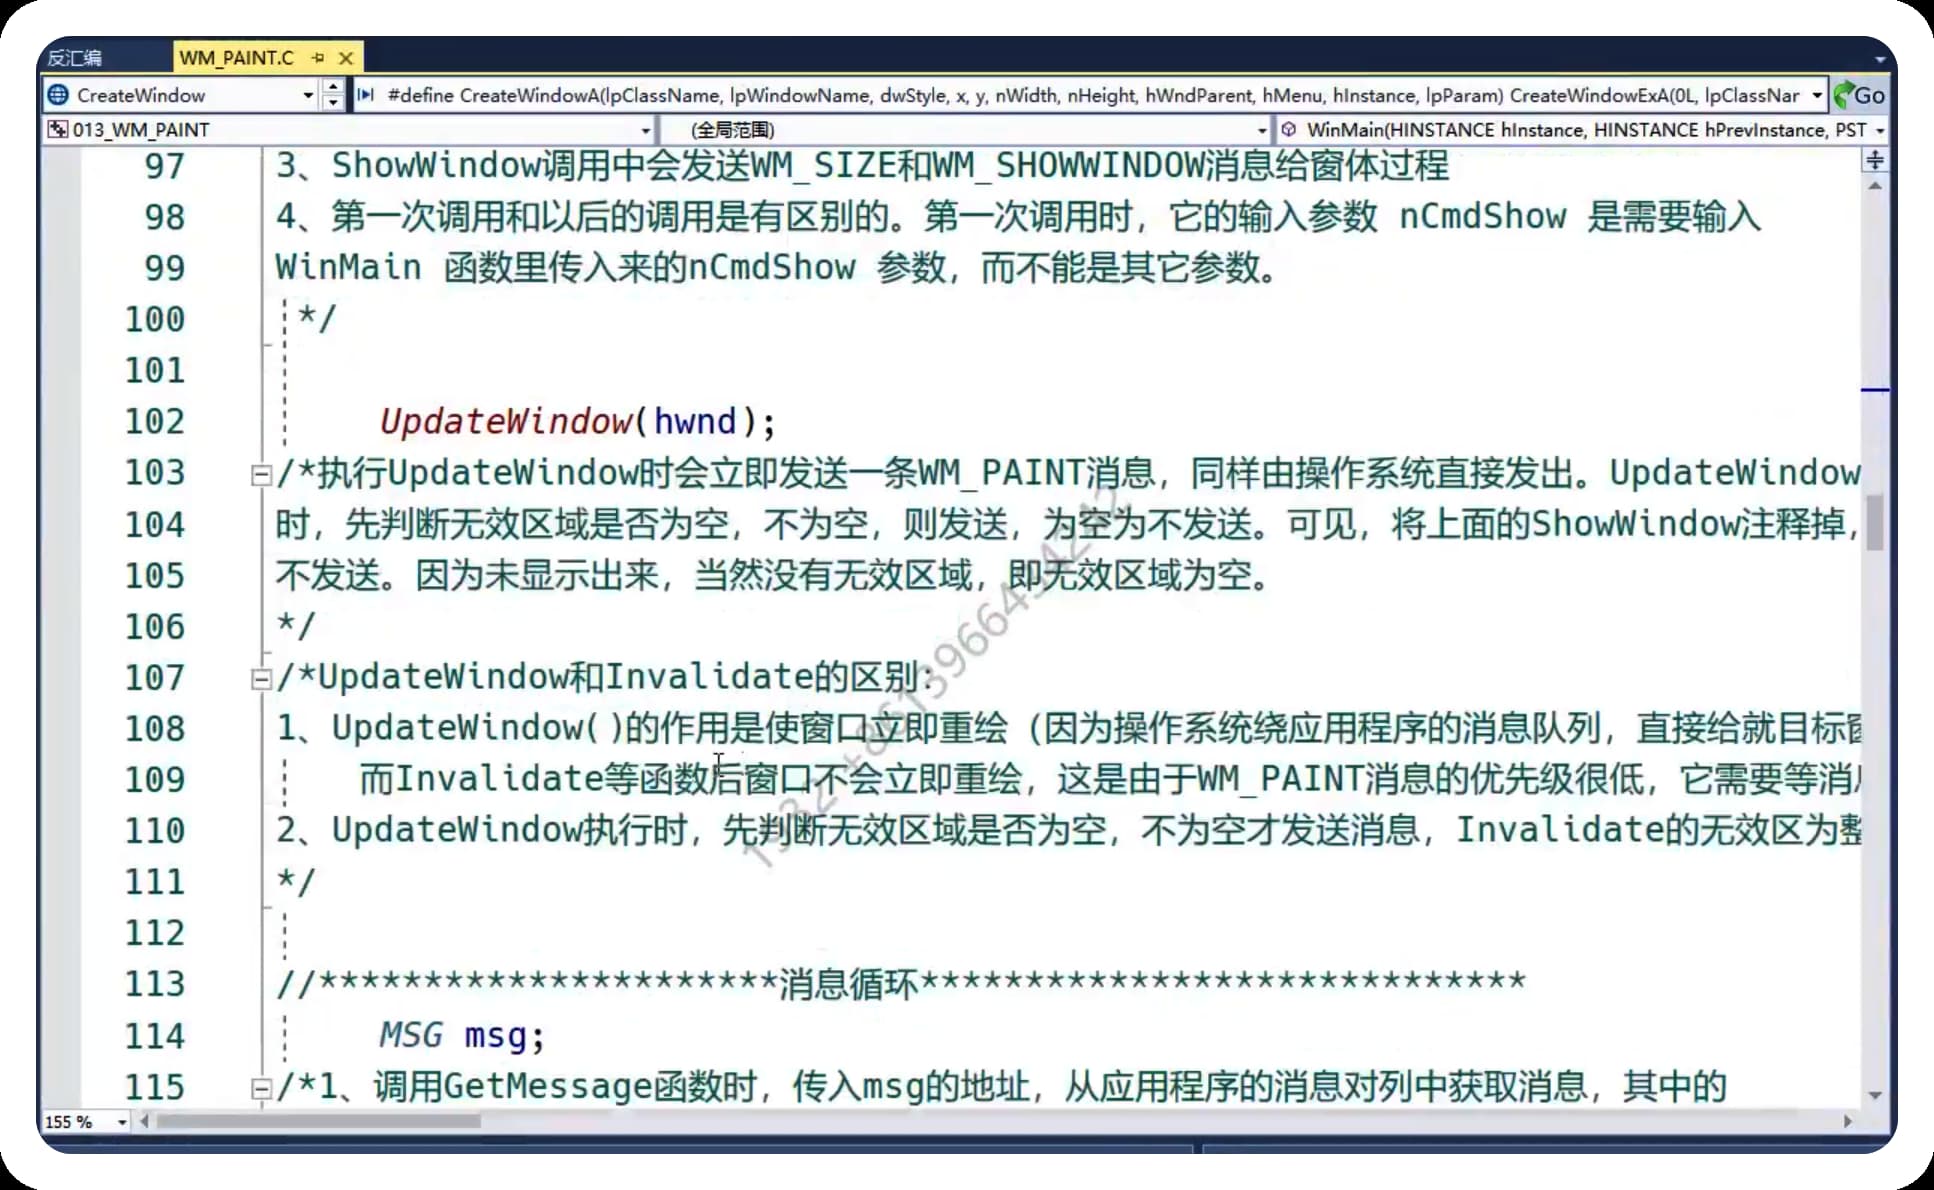 反汇编
WM_PAINT.C
CreateWindow
#define CreateWindowA(lpClassName, lpWindowName, dwStyle, x, y, nWidth, nHeight, hWndParent, hMenu, hInstance, lpParam) CreateWindowExA(0L, lpClassNar
Go
013_WM_PAINT
(全局范围)
WinMain(HINSTANCE hInstance, HINSTANCE hPrevInstance, PST
97 3、ShowWindow调用中会发送WM_SIZE和WM_SHOWWINDOW消息给窗体过程
98 4、第一次调用和以后的调用是有区别的。第一次调用时，它的输入参数 nCmdShow 是需要输入
99 WinMain 函数里传入来的nCmdShow 参数，而不能是其它参数。
100 */
101
102 UpdateWindow(hwnd);
103 /*执行UpdateWindow时会立即发送一条WM_PAINT消息，同样由操作系统直接发出。UpdateWindow
104 时，先判断无效区域是否为空，不为空，则发送，为空为不发送。可见，将上面的ShowWindow注释掉，
105 不发送。因为未显示出来，当然没有无效区域，即无效区域为空。
106 */
107 /*UpdateWindow和Invalidate的区别：
108 1、UpdateWindow()的作用是使窗口立即重绘（因为操作系统绕应用程序的消息队列，直接给就目标窗
109 而Invalidate等函数后窗口不会立即重绘，这是由于WM_PAINT消息的优先级很低，它需要等消息
110 2、UpdateWindow执行时，先判断无效区域是否为空，不为空才发送消息，Invalidate的无效区为整
111 */
112
113 //**********************消息循环*****************************
114 MSG msg;
115 /*1、调用GetMessage函数时，传入msg的地址，从应用程序的消息对列中获取消息，其中的
155 %